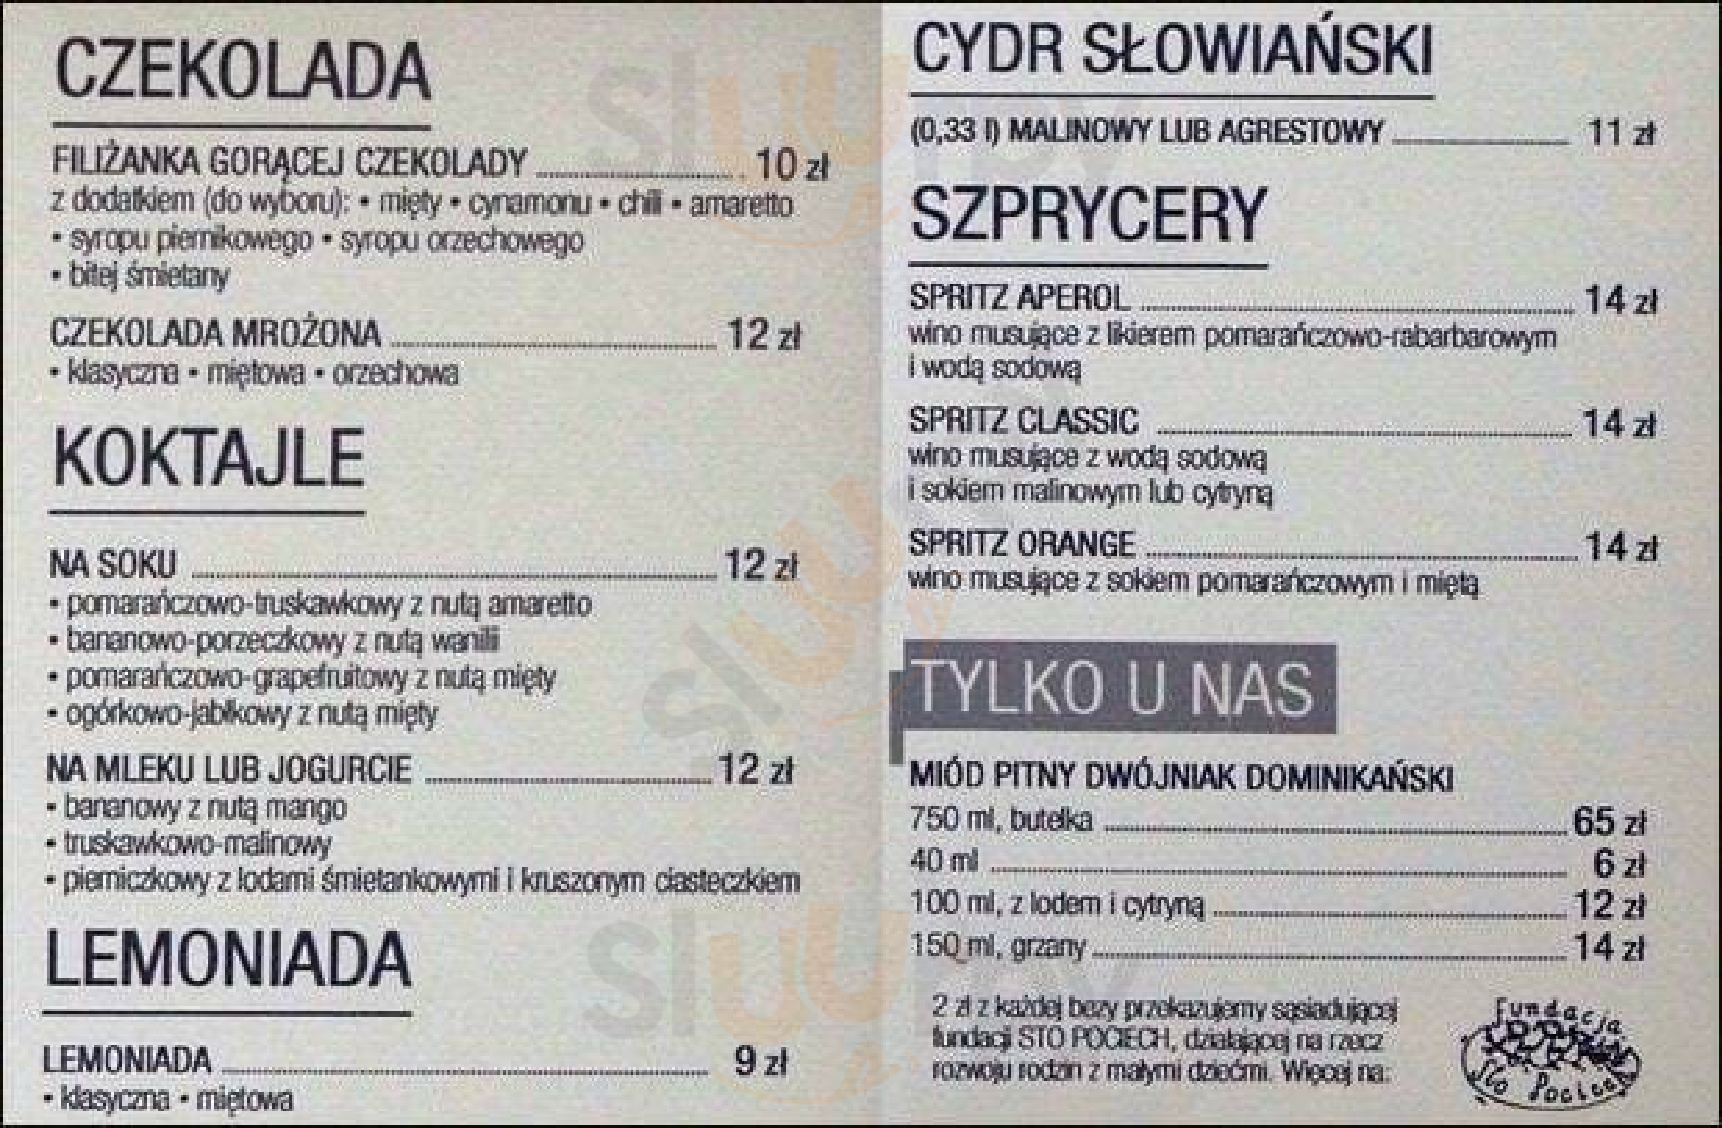 CZEKOLADA
FILIŻANKA GORĄCEJ CZEKOLADY 10 zł
z dodatkiem (do wyboru): • mięty • cynamonu • chili • amaretto
• syropu piernikowego • syropu orzechowego
• bitej śmietany
CZEKOLADA MROŻONA 12 zł
• klasyczna • miętowa • orzechowa
KOKTAJLE
NA SOKU 12 zł
• pomarańczowo-truskawkowy z nutą amaretto
• bananowo-porzeczkowy z nutą wanilii
• pomarańczowo-grapefruitowy z nutą mięty
• ogórkowo-jabłkowy z nutą mięty
NA MLEKU LUB JOGURCIE 12 zł
• bananowy z nutą mango
• truskawkowo-malinowy
• pierniczkowy z lodami śmietankowymi i kruszonym ciasteczkiem
LEMONIADA
LEMONIADA 9 zł
• klasyczna • miętowa
CYDR SŁOWIAŃSKI
(0,33 l) MALINOWY LUB AGRESTOWY 11 zł
SZPRYCERY
SPRITZ APEROL 14 zł
wino musujące z likierem pomarańczowo-rabarbarowym
i wodą sodową
SPRITZ CLASSIC 14 zł
wino musujące z wodą sodową
i sokiem malinowym lub cytryną
SPRITZ ORANGE 14 zł
wino musujące z sokiem pomarańczowym i miętą
TYLKO U NAS
MIÓD PITNY DWÓJNIAK DOMINIKAŃSKI
750 ml, butelka 65 zł
40 ml 6 zł
100 ml, z lodem i cytryną 12 zł
150 ml, grzany 14 zł
2 zł z każdej bezy przekazujemy sąsiadującej
fundacji STO POCIECH, działającej na rzecz
rozwoju rodzin z małymi dziećmi. Więcej na:
Fundacja
Sto Pociech